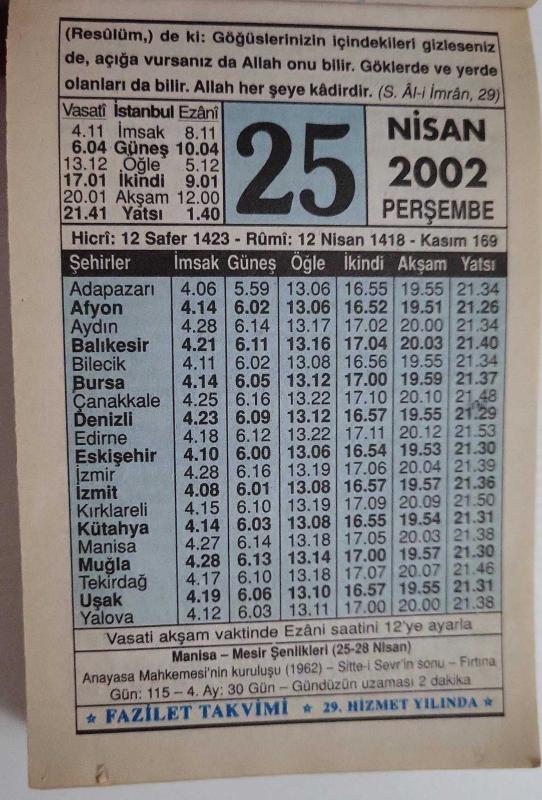 (Resûlüm,) de ki: Göğüslerinizin içindekileri gizleseniz
de, açığa vursanız da Allah onu bilir. Göklerde ve yerde
olanları da bilir. Allah her şeye kâdirdir. (S. Âl-i İmrân, 29)
Vasatî İstanbul Ezânî
4.11 İmsak 8.11
6.04 Güneş 10.04
13.12 Öğle 5.12
17.01 İkindi 9.01
20.01 Akşam 12.00
21.41 Yatsı 1.40
25
NİSAN
2002
PERŞEMBE
Hicrî: 12 Safer 1423 - Rûmî: 12 Nisan 1418 - Kasım 169
Şehirler İmsak Güneş Öğle İkindi Akşam Yatsı
Adapazarı 4.06 5.59 13.06 16.55 19.55 21.34
Afyon 4.14 6.02 13.06 16.52 19.51 21.26
Aydın 4.28 6.14 13.17 17.02 20.00 21.34
Balıkesir 4.21 6.11 13.16 17.04 20.03 21.40
Bilecik 4.11 6.02 13.08 16.56 19.55 21.34
Bursa 4.14 6.05 13.12 17.00 19.59 21.37
Çanakkale 4.25 6.16 13.22 17.10 20.10 21.48
Denizli 4.23 6.09 13.12 16.57 19.55 21.29
Edirne 4.18 6.12 13.22 17.11 20.12 21.53
Eskişehir 4.10 6.00 13.06 16.54 19.53 21.30
İzmir 4.28 6.16 13.19 17.06 20.04 21.39
İzmit 4.08 6.01 13.08 16.57 19.57 21.36
Kırklareli 4.15 6.10 13.19 17.09 20.09 21.50
Kütahya 4.14 6.03 13.08 16.55 19.54 21.31
Manisa 4.27 6.14 13.18 17.05 20.03 21.38
Muğla 4.28 6.13 13.14 17.00 19.57 21.30
Tekirdağ 4.17 6.10 13.18 17.07 20.07 21.46
Uşak 4.19 6.06 13.10 16.57 19.55 21.31
Yalova 4.12 6.03 13.11 17.00 20.00 21.38
Vasati akşam vaktinde Ezâni saatini 12'ye ayarla
Manisa – Mesir Şenlikleri (25-28 Nisan)
Anayasa Mahkemesi'nin kuruluşu (1962) – Sitte-i Sevr'in sonu – Fırtına
Gün: 115 – 4. Ay: 30 Gün – Gündüzün uzaması 2 dakika
★ FAZİLET TAKVİMİ ★ 29. HİZMET YILINDA ★